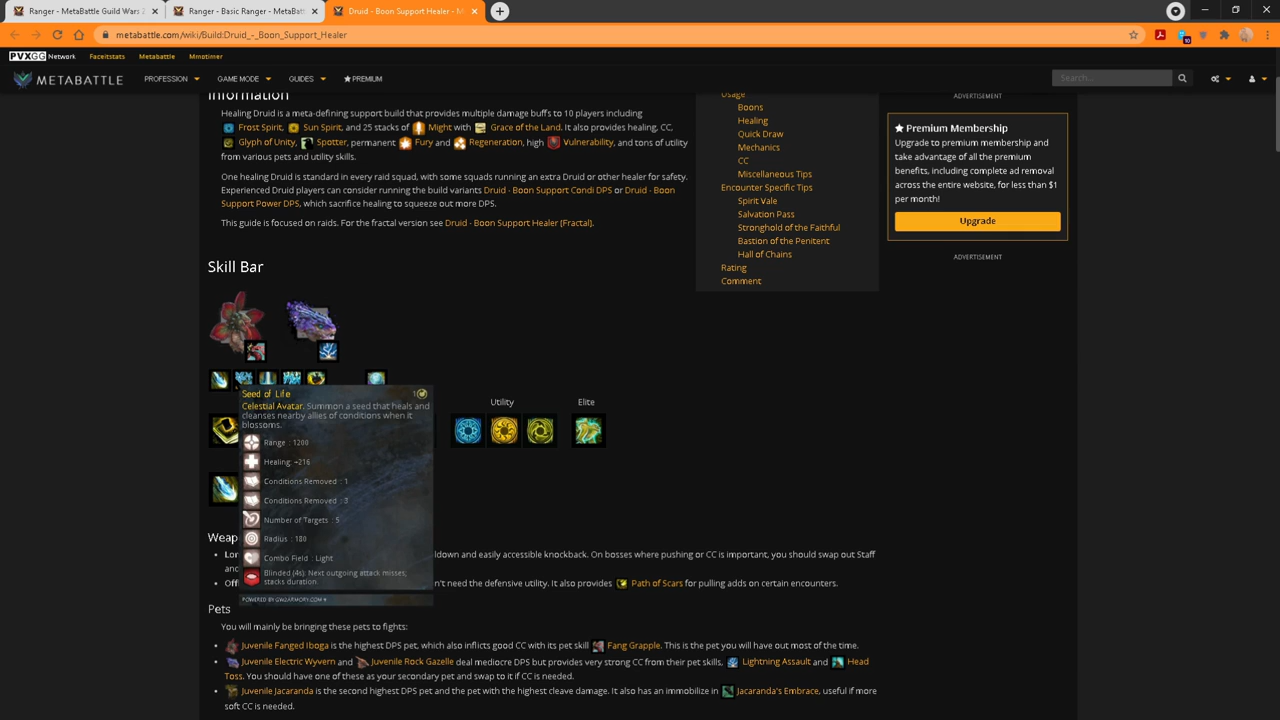 Ranger - MetaBattle Guild Wars 2
Ranger - Basic Ranger - MetaBatt
Druid - Boon Support Healer - M
metabattle.com/wiki/Build:Druid_-_Boon_Support_Healer
10
PVXGG Network Faceitstats Metabattle Mmotimer
METABATTLE PROFESSION GAME MODE GUIDES PREMIUM Search...
Information
Healing Druid is a meta-defining support build that provides multiple damage buffs to 10 players including
Frost Spirit, Sun Spirit, and 25 stacks of Might with Grace of the Land. It also provides healing, CC,
Glyph of Unity, Spotter, permanent Fury and Regeneration, high Vulnerability, and tons of utility
from various pets and utility skills.
One healing Druid is standard in every raid squad, with some squads running an extra Druid or other healer for safety.
Experienced Druid players can consider running the build variants Druid - Boon Support Condi DPS or Druid - Boon
Support Power DPS, which sacrifice healing to squeeze out more DPS.
This guide is focused on raids. For the fractal version see Druid - Boon Support Healer [Fractal].
Usage
Boons
Healing
Quick Draw
Mechanics
CC
Miscellaneous Tips
Encounter Specific Tips
Spirit Vale
Salvation Pass
Stronghold of the Faithful
Bastion of the Penitent
Hall of Chains
Rating
Comment
ADVERTISEMENT
Premium Membership
Upgrade to premium membership and
take advantage of all the premium
benefits, including complete ad removal
across the entire website, for less than $1
per month!
Upgrade
ADVERTISEMENT
Skill Bar
Seed of Life 1
Celestial Avatar. Summon a seed that heals and
cleanses nearby allies of conditions when it
blossoms.
Range : 1200
Healing: +216
Conditions Removed : 1
Conditions Removed : 3
Number of Targets : 5
Radius : 180
Combo Field : Light
Blinded (4s): Next outgoing attack misses;
stacks duration.
POWERED BY GW2ARMORY.COM
Utility Elite
Weap
Lon ldown and easily accessible knockback. On bosses where pushing or CC is important, you should swap out Staff
and
Off n't need the defensive utility. It also provides Path of Scars for pulling adds on certain encounters.
Pets
You will mainly be bringing these pets to fights:
Juvenile Fanged Iboga is the highest DPS pet, which also inflicts good CC with its pet skill Fang Grapple. This is the pet you will have out most of the time.
Juvenile Electric Wyvern and Juvenile Rock Gazelle deal mediocre DPS but provides very strong CC from their pet skills, Lightning Assault and Head
Toss. You should have one of these as your secondary pet and swap to it if CC is needed.
Juvenile Jacaranda is the second highest DPS pet and the pet with the highest cleave damage. It also has an immobilize in Jacaranda's Embrace, useful if more
soft CC is needed.